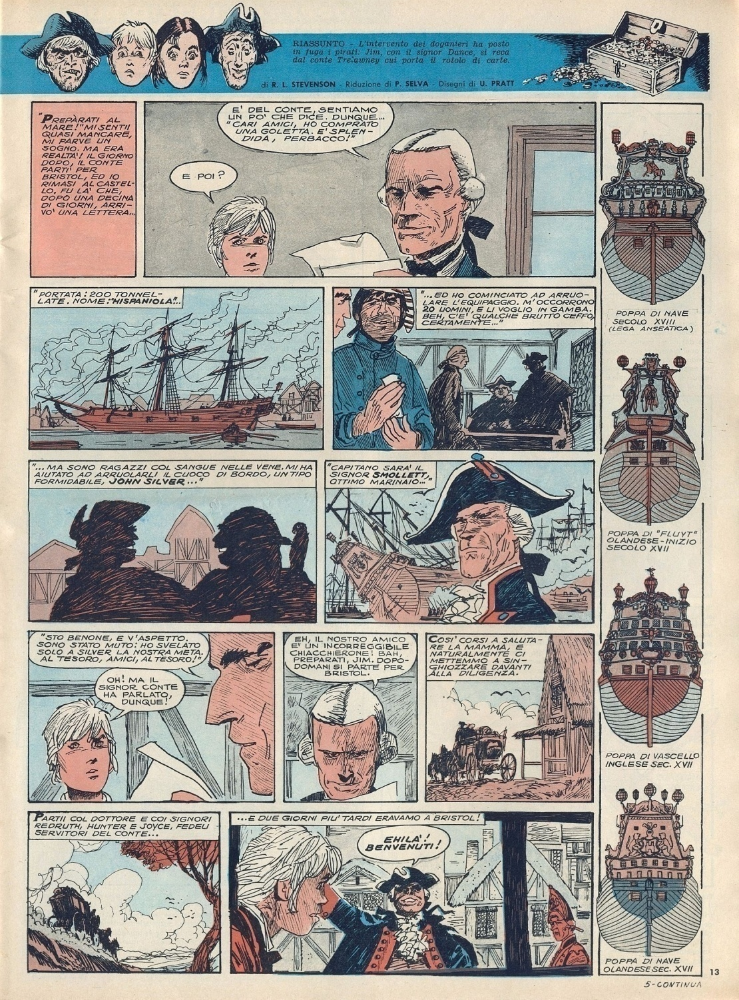 RIASSUNTO - L'intervento dei doganieri ha posto
in fuga i pirati: Jim, con il signor Dance, si reca
dal conte Trelawney cui porta il rotolo di carte.
di R. L. STEVENSON - Riduzione di P. SELVA - Disegni di U. PRATT
"PREPÀRATI AL
MARE!" MI SENTII
QUASI MANCARE,
MI PARVE UN
SOGNO. MA ERA
REALTA'! IL GIORNO
DOPO, IL CONTE
PARTI' PER
BRISTOL, ED IO
RIMASI AL CASTEL-
LO. FU LA' CHE,
DOPO UNA DECINA
DI GIORNI, ARRI-
VO' UNA LETTERA...
E' DEL CONTE, SENTIAMO
UN PO' CHE DICE. DUNQUE...
"CARI AMICI, HO COMPRATO
UNA GOLETTA. E' SPLEN-
DIDA, PERBACCO!"
E POI?
"PORTATA: 200 TONNEL-
LATE. NOME: "HISPANIOLA"...
"...ED HO COMINCIATO AD ARRUO-
LARE L'EQUIPAGGIO. M'OCCORRONO
20 UOMINI, E LI VOGLIO IN GAMBA.
BEH, C'E' QUALCHE BRUTTO CEFFO,
CERTAMENTE..."
"...MA SONO RAGAZZI COL SANGUE NELLE VENE. MI HA
AIUTATO AD ARRUOLARLI IL CUOCO DI BORDO, UN TIPO
FORMIDABILE, JOHN SILVER..."
"CAPITANO SARA' IL
SIGNOR SMOLLETT,
OTTIMO MARINAIO..."
"STO BENONE, E V'ASPETTO.
SONO STATO MUTO: HO SVELATO
SOLO A SILVER LA NOSTRA META.
AL TESORO, AMICI, AL TESORO!"
OH! MA IL
SIGNOR CONTE
HA PARLATO,
DUNQUE!
EH, IL NOSTRO AMICO
E' UN INCORREGGIBILE
CHIACCHIERONE! BAH,
PREPARATI, JIM. DOPO-
DOMANI SI PARTE PER
BRISTOL.
COSI' CORSI A SALUTA-
RE LA MAMMA, E
NATURALMENTE CI
METTEMMO A SIN-
GHIOZZARE DAVANTI
ALLA DILIGENZA.
PARTII COL DOTTORE E COI SIGNORI
REDRUTH, HUNTER E JOYCE, FEDELI
SERVITORI DEL CONTE...
...E DUE GIORNI PIU' TARDI ERAVAMO A BRISTOL!
EHILA'!
BENVENUTI!
POPPA DI NAVE
SECOLO XVIII
(LEGA ANSEATICA)
POPPA DI "FLUYT"
OLANDESE-INIZIO
SECOLO XVII
POPPA DI VASCELLO
INGLESE SEC. XVII
POPPA DI NAVE
OLANDESE SEC. XVII
13
5-CONTINUA